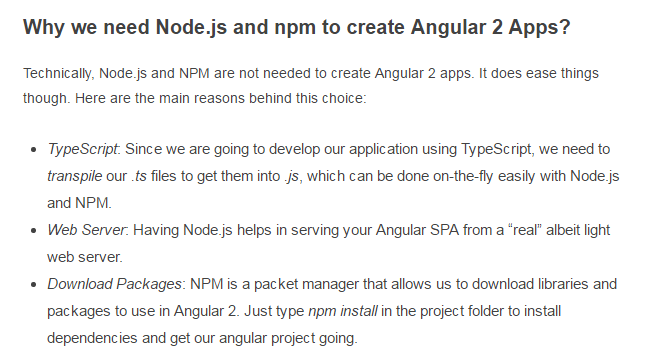 Why we need Node.js and npm to create Angular 2 Apps?
Technically, Node.js and NPM are not needed to create Angular 2 apps. It does ease things
though. Here are the main reasons behind this choice:
• TypeScript: Since we are going to develop our application using TypeScript, we need to
transpile our .ts files to get them into .js, which can be done on-the-fly easily with Node.js
and NPM.
• Web Server: Having Node.js helps in serving your Angular SPA from a “real” albeit light
web server.
• Download Packages: NPM is a packet manager that allows us to download libraries and
packages to use in Angular 2. Just type npm install in the project folder to install
dependencies and get our angular project going.